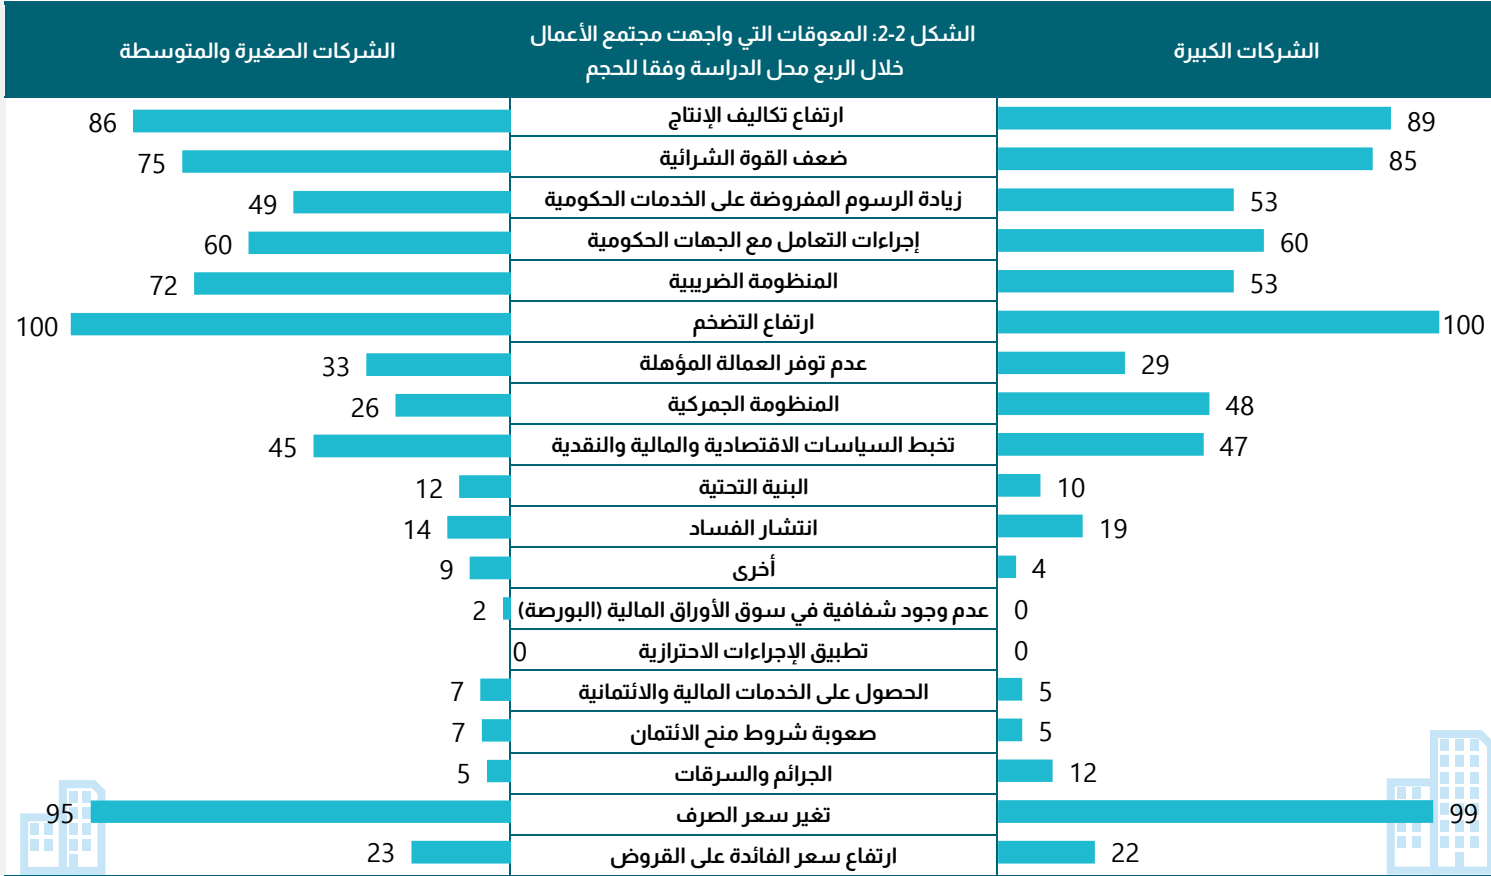 الشركات الكبيرة
الشكل 2-2: المعوقات التي واجهت مجتمع الأعمال
خلال الربع محل الدراسة وفقا للحجم
الشركات الصغيرة والمتوسطة
89 ارتفاع تكاليف الإنتاج 86
85 ضعف القوة الشرائية 75
53 زيادة الرسوم المفروضة على الخدمات الحكومية 49
60 إجراءات التعامل مع الجهات الحكومية 60
53 المنظومة الضريبية 72
100 ارتفاع التضخم 100
29 عدم توفر العمالة المؤهلة 33
48 المنظومة الجمركية 26
47 تخبط السياسات الاقتصادية والمالية والنقدية 45
10 البنية التحتية 12
19 انتشار الفساد 14
4 أخرى 9
0 عدم وجود شفافية في سوق الأوراق المالية (البورصة) 2
0 تطبيق الإجراءات الاحترازية 0
5 الحصول على الخدمات المالية والائتمانية 7
5 صعوبة شروط منح الائتمان 7
12 الجرائم والسرقات 5
99 تغير سعر الصرف 95
22 ارتفاع سعر الفائدة على القروض 23